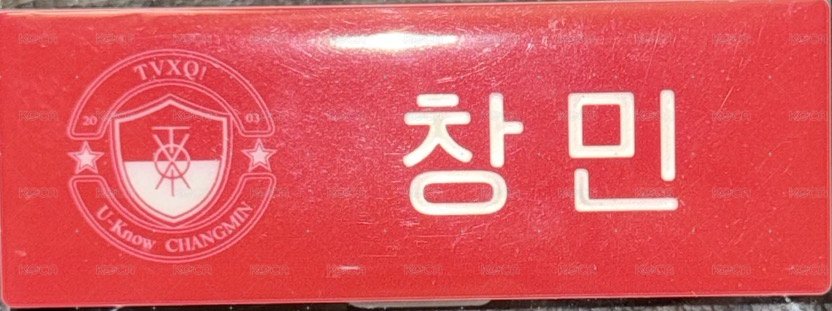 TVXQ!
20 03
U-Know CHANGMIN
창민